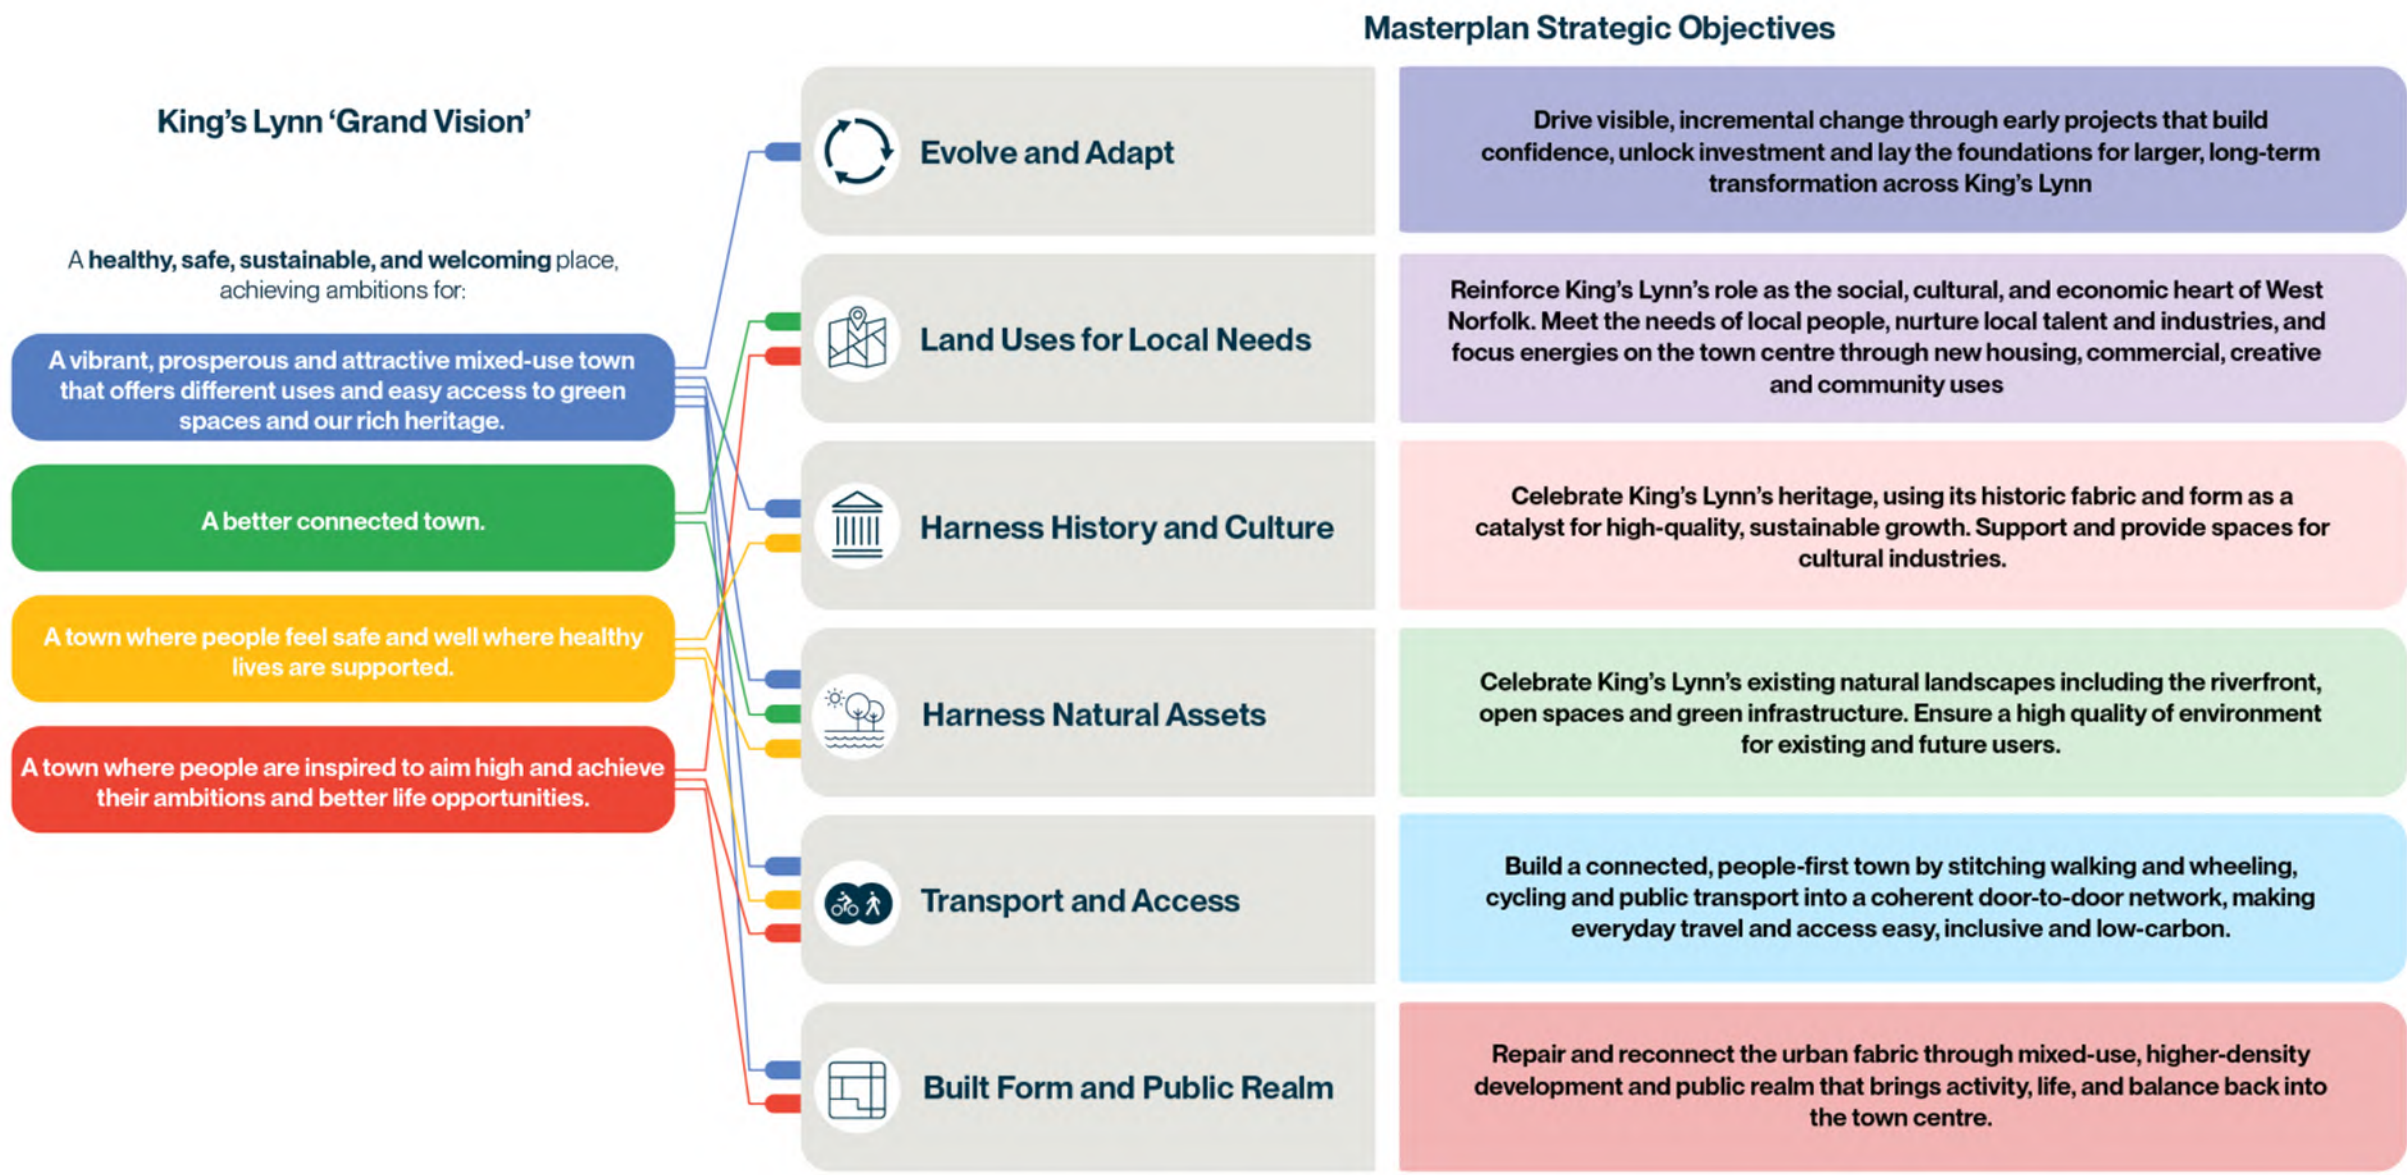 Masterplan Strategic Objectives
King's Lynn ‘Grand Vision’
A healthy, safe, sustainable, and welcoming place,
achieving ambitions for:
A vibrant, prosperous and attractive mixed-use town
that offers different uses and easy access to green
spaces and our rich heritage.
A better connected town.
A town where people feel safe and well where healthy
lives are supported.
A town where people are inspired to aim high and achieve
their ambitions and better life opportunities.
Evolve and Adapt
Drive visible, incremental change through early projects that build
confidence, unlock investment and lay the foundations for larger, long-term
transformation across King's Lynn
Land Uses for Local Needs
Reinforce King's Lynn's role as the social, cultural, and economic heart of West
Norfolk. Meet the needs of local people, nurture local talent and industries, and
focus energies on the town centre through new housing, commercial, creative
and community uses
Harness History and Culture
Celebrate King's Lynn's heritage, using its historic fabric and form as a
catalyst for high-quality, sustainable growth. Support and provide spaces for
cultural industries.
Harness Natural Assets
Celebrate King's Lynn's existing natural landscapes including the riverfront,
open spaces and green infrastructure. Ensure a high quality of environment
for existing and future users.
Transport and Access
Build a connected, people-first town by stitching walking and wheeling,
cycling and public transport into a coherent door-to-door network, making
everyday travel and access easy, inclusive and low-carbon.
Built Form and Public Realm
Repair and reconnect the urban fabric through mixed-use, higher-density
development and public realm that brings activity, life, and balance back into
the town centre.